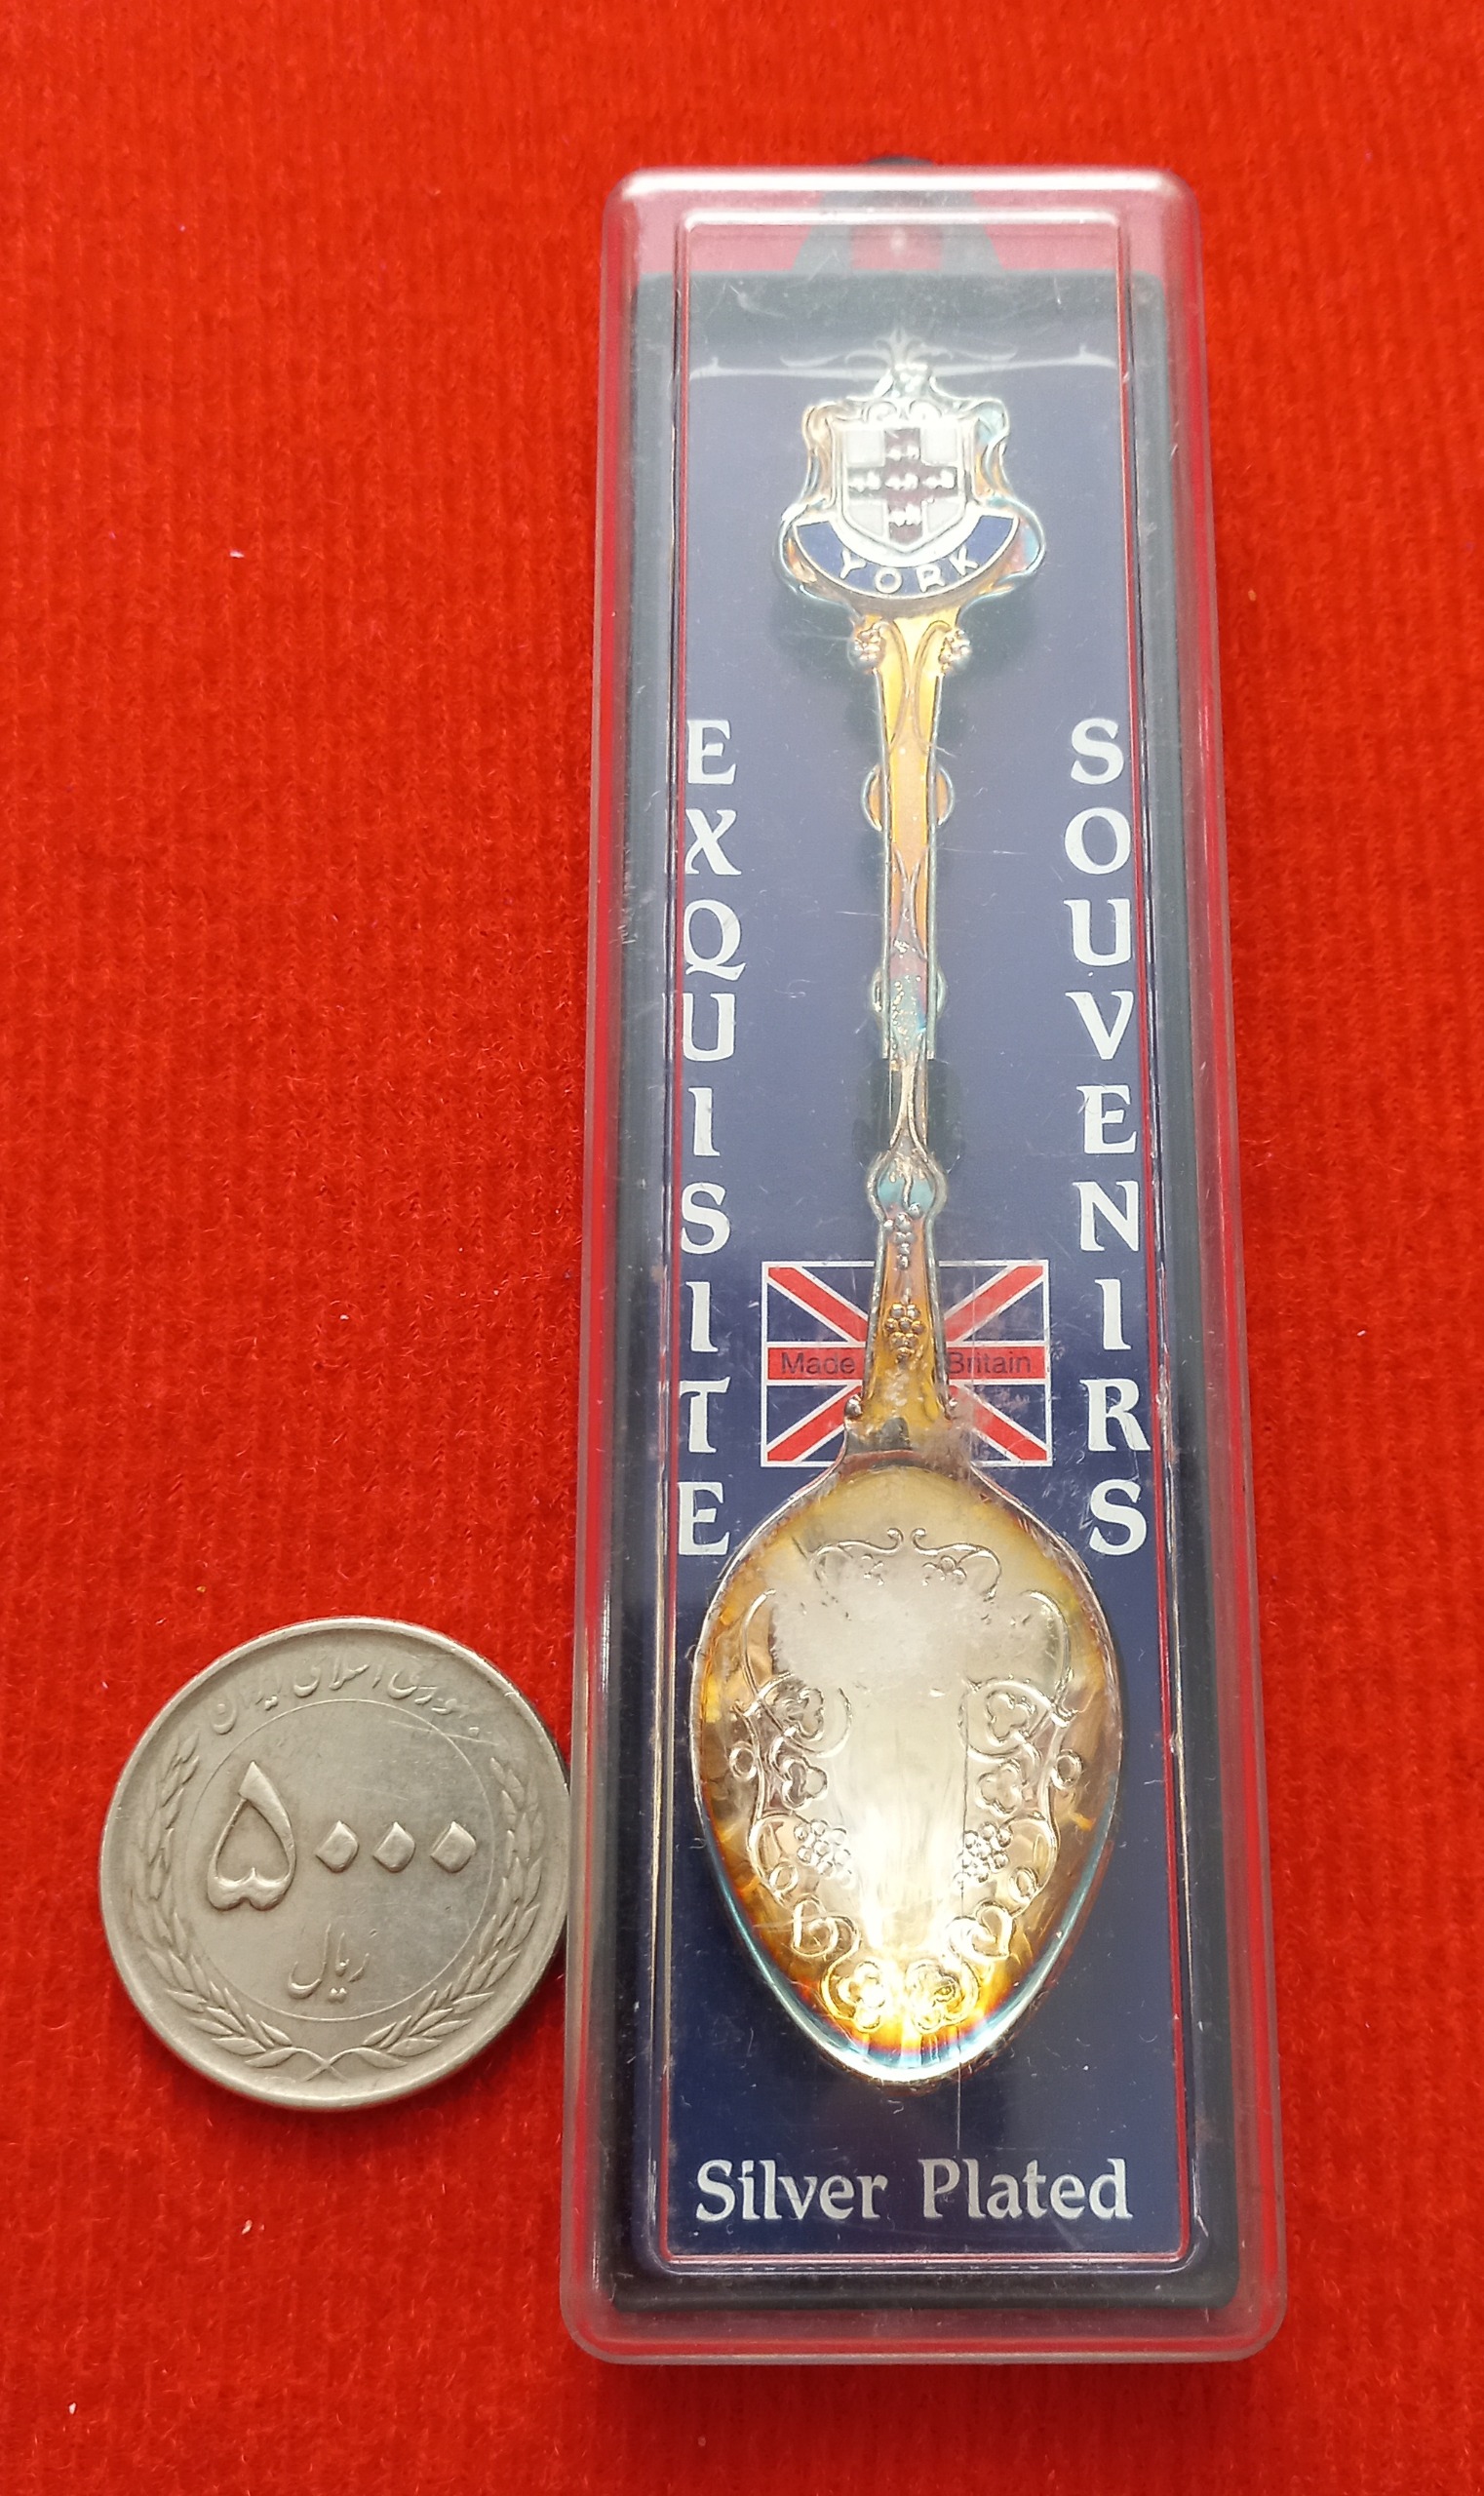 YORK
EXQUISITE
SOUVENIRS
Made Britain
Silver Plated
جمهوری اسلامی ایران
۵۰۰۰
ریال